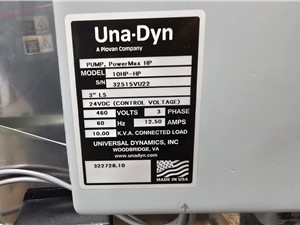 Una-Dyn
A Piovan Company
PUMP, PowerMax HP
MODEL 10HP-HP
S/N 32515VU22
3" LS
24VDC (CONTROL VOLTAGE)
460 VOLTS 3 PHASE
60 Hz 12.50 AMPS
10.00 K.V.A. CONNECTED LOAD
UNIVERSAL DYNAMICS, INC
WOODBRIDGE, VA
www.unadyn.com
322728.10
MADE IN USA